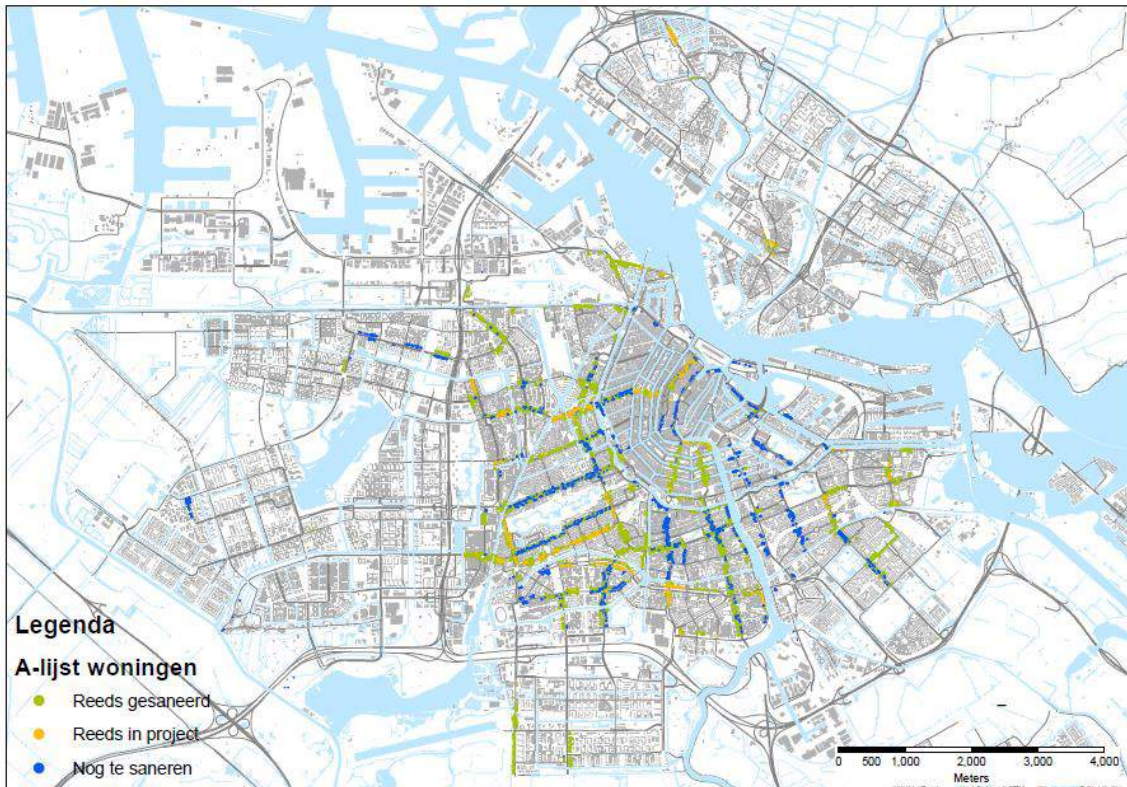 Legenda
A-lijst woningen
Reeds gesaneerd
Reeds in project
Nog te saneren
0 500 1,000 2,000 3,000 4,000
Meters